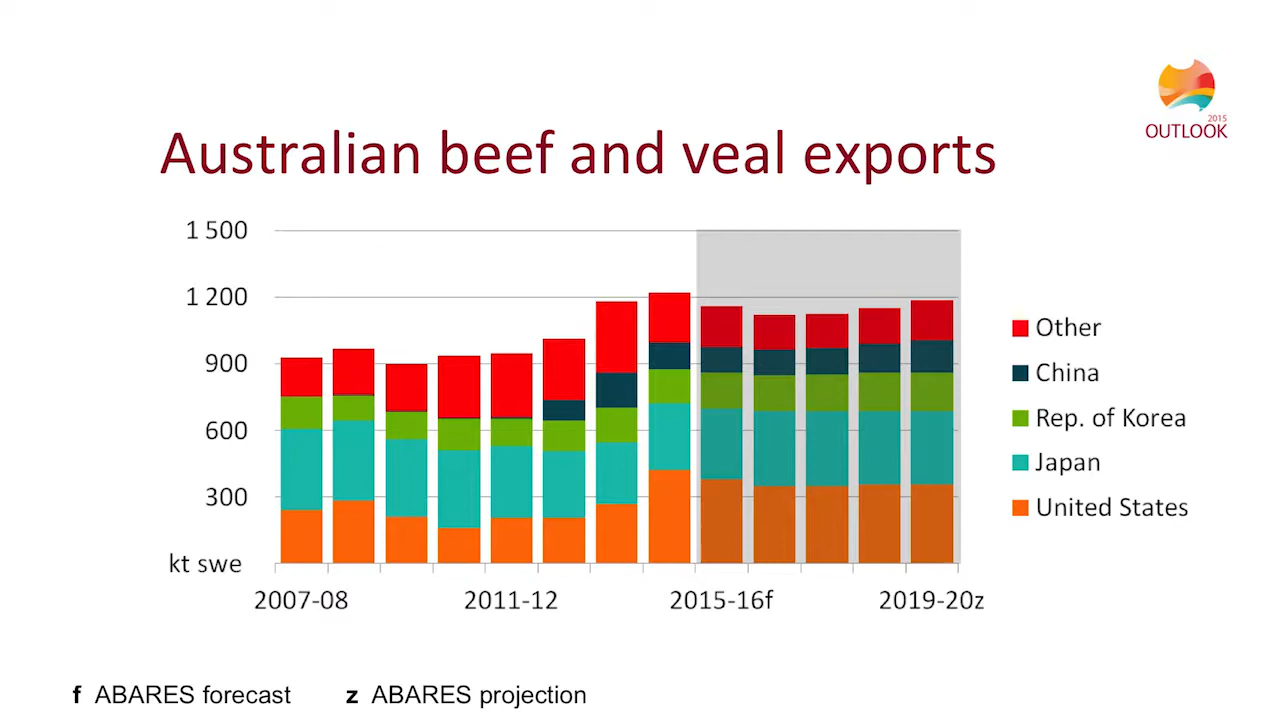 2015
OUTLOOK
Australian beef and veal exports
1 500
1 200
900
600
300
kt swe
2007-08 2011-12 2015-16f 2019-20z
Other
China
Rep. of Korea
Japan
United States
f ABARES forecast z ABARES projection